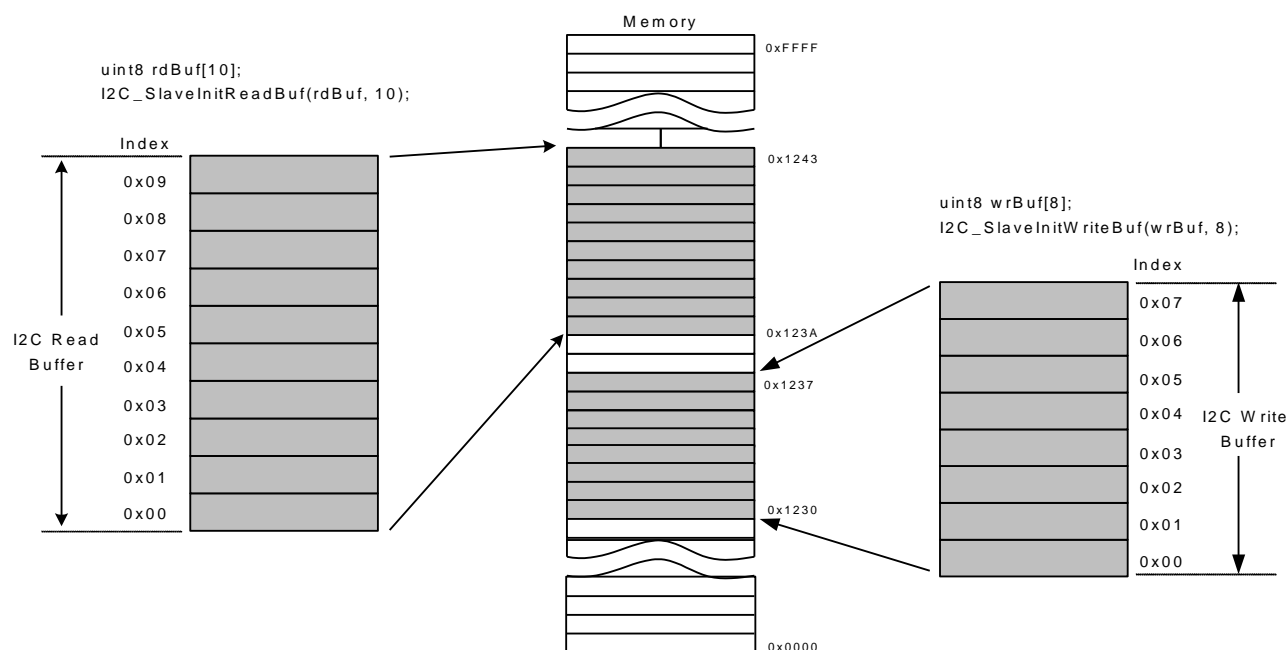 Memory
0xFFFF
uint8 rdBuf[10];
I2C_SlaveInitReadBuf(rdBuf, 10);
Index
0x09
0x08
0x07
0x06
0x05
0x04
0x03
0x02
0x01
0x00
I2C Read
Buffer
0x1243
0x123A
0x1237
0x1230
0x0000
uint8 wrBuf[8];
I2C_SlaveInitWriteBuf(wrBuf, 8);
Index
0x07
0x06
0x05
0x04
0x03
0x02
0x01
0x00
I2C Write
Buffer